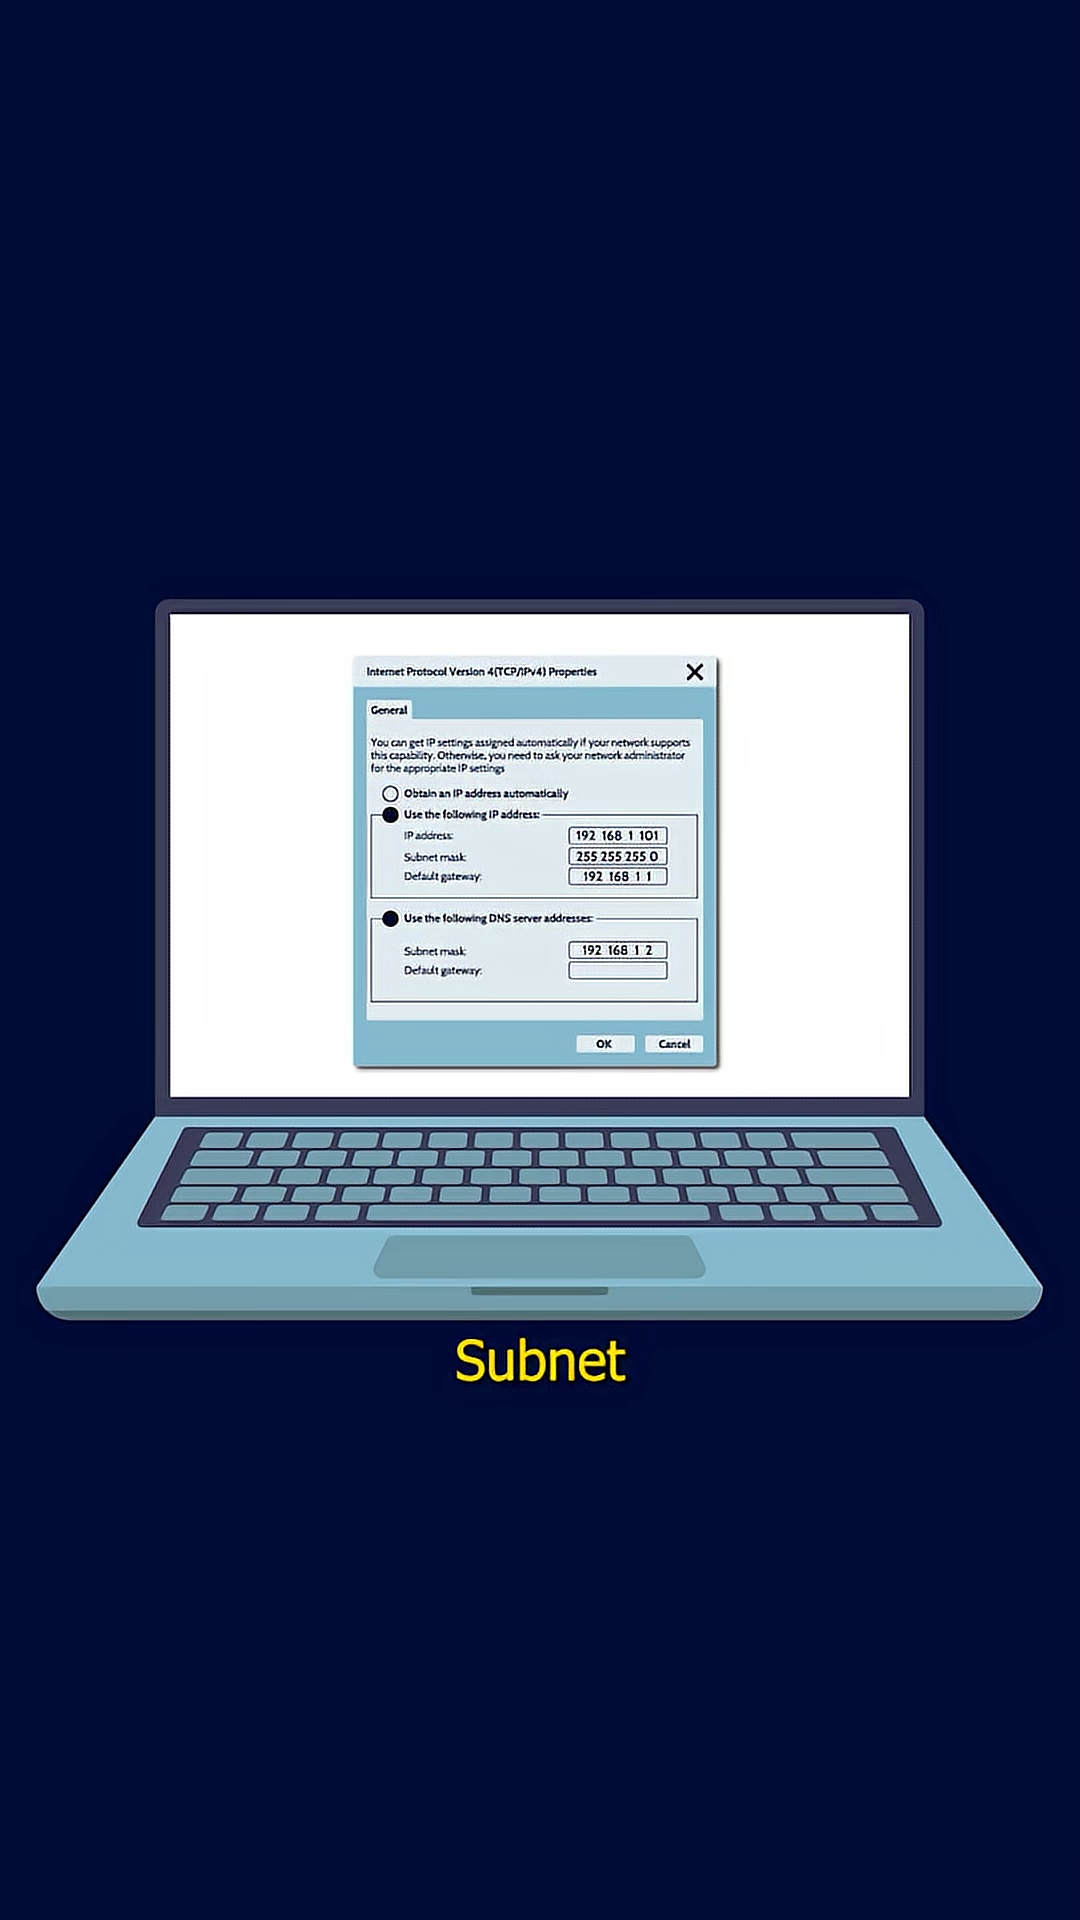 Internet Protocol Version 4(TCP/IPv4) Properties
General
You can get IP settings assigned automatically if your network supports
this capability. Otherwise, you need to ask your network administrator
for the appropriate IP settings
Obtain an IP address automatically
Use the following IP address:
IP address: 192 168 1 101
Subnet mask: 255 255 255 0
Default gateway: 192 168 1 1
Use the following DNS server addresses:
Subnet mask: 192 168 1 2
Default gateway:
OK Cancel
Subnet